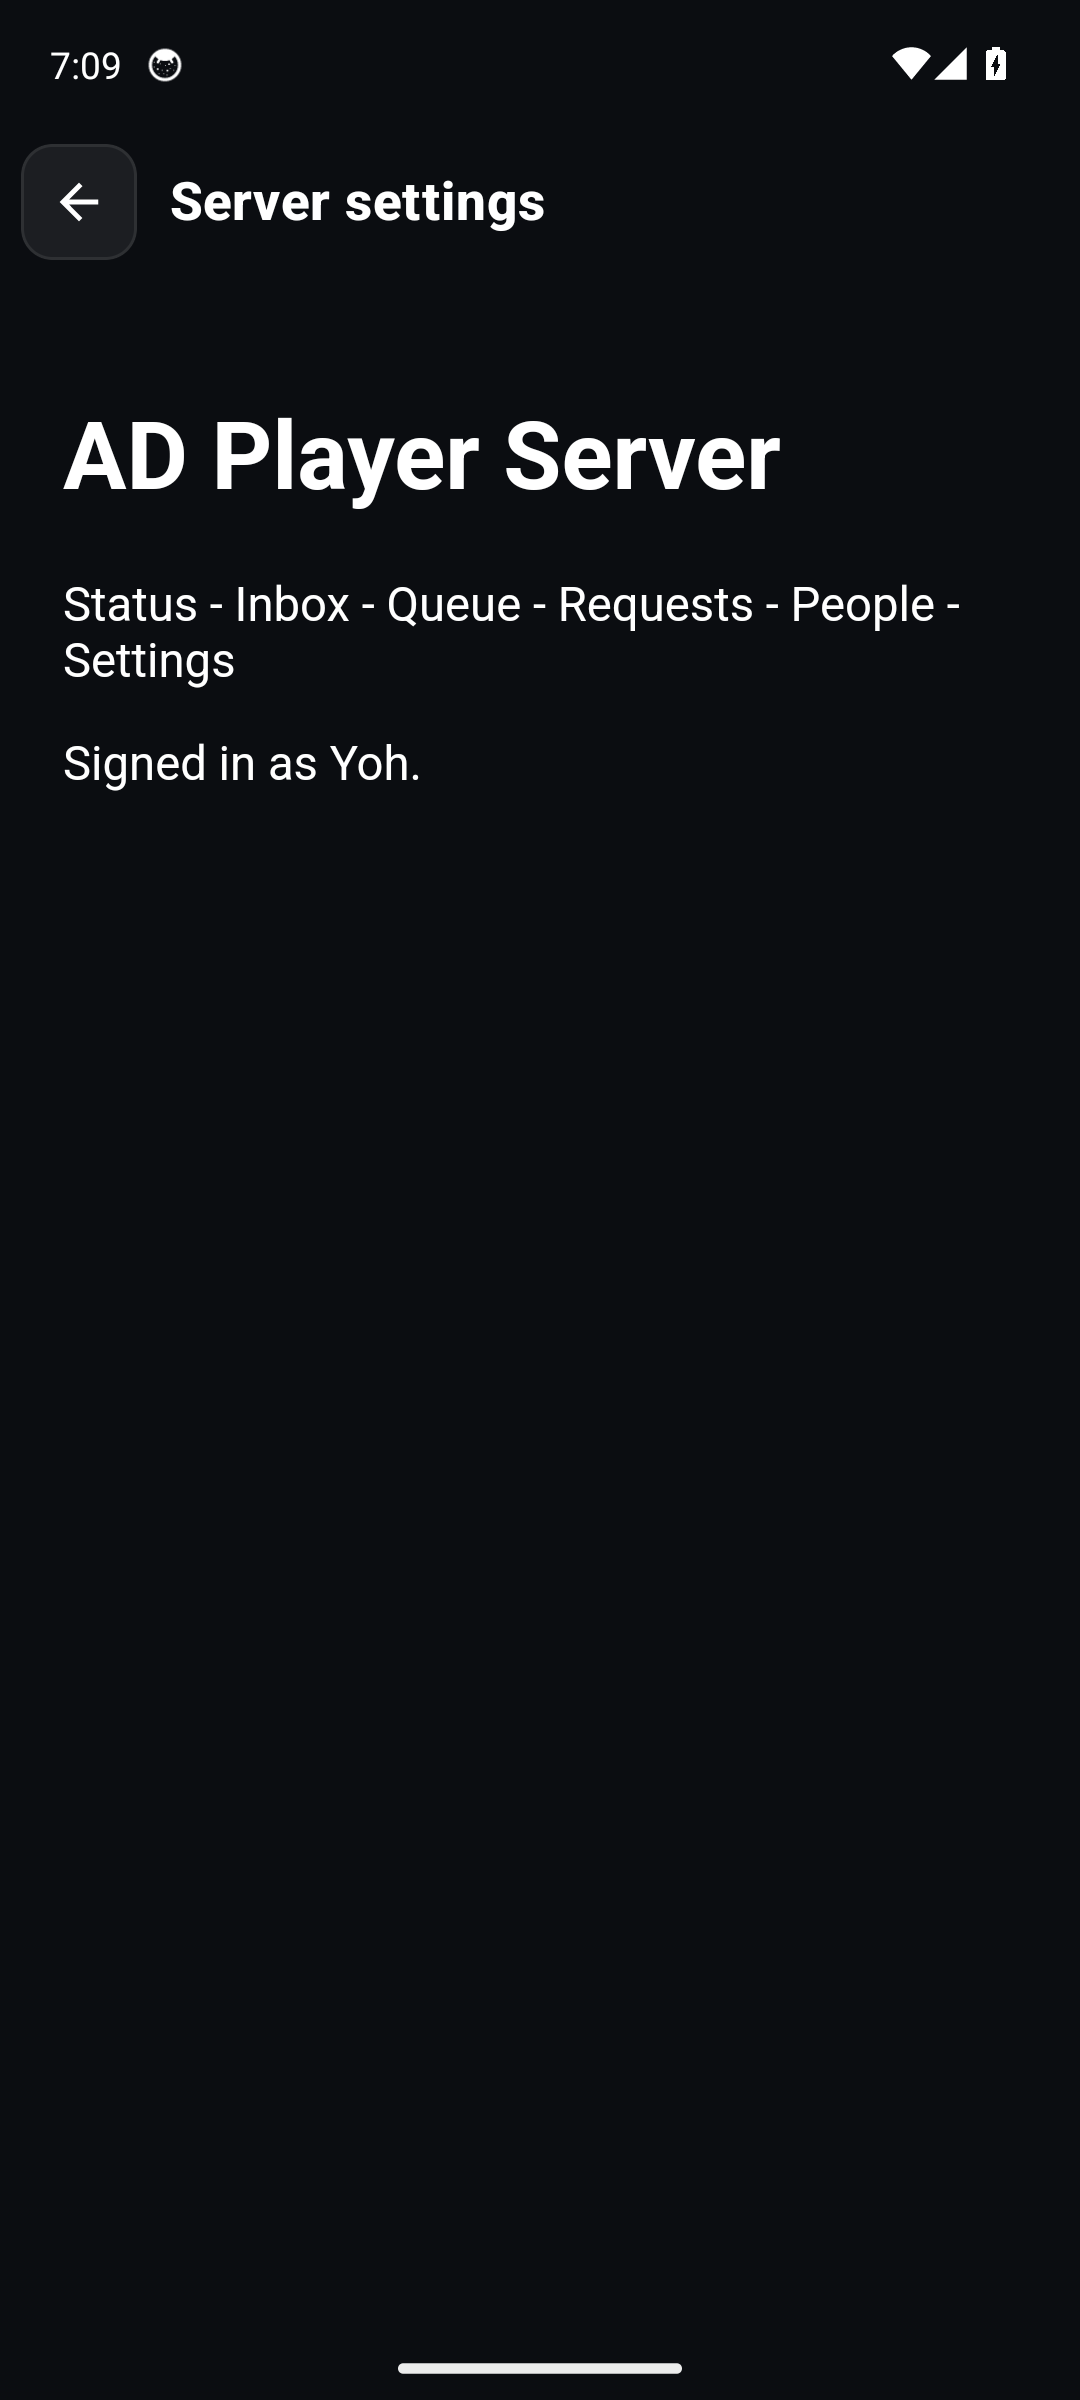 7:09
Server settings
AD Player Server
Status - Inbox - Queue - Requests - People -
Settings
Signed in as Yoh.